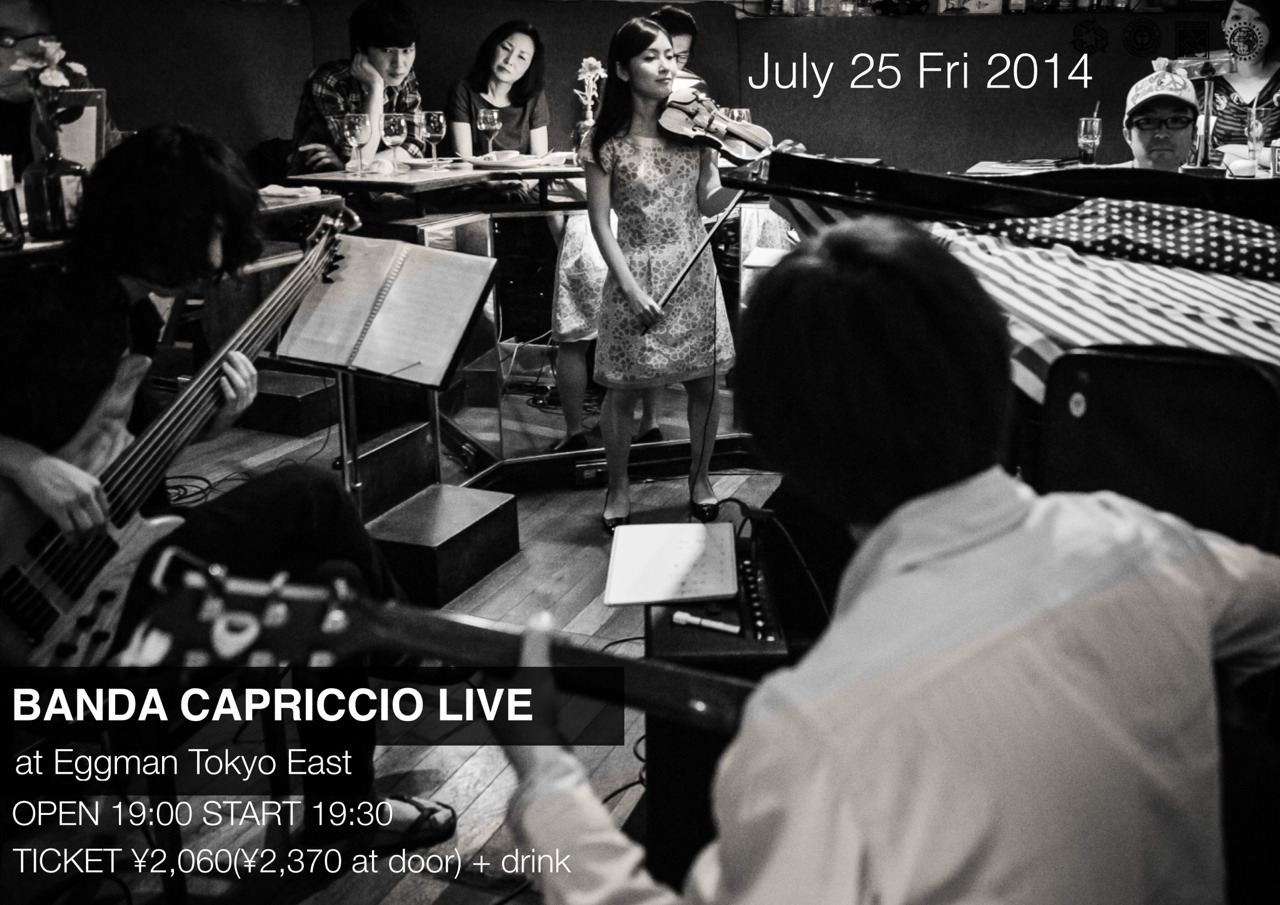 July 25 Fri 2014
BANDA CAPRICCIO LIVE
at Eggman Tokyo East
OPEN 19:00 START 19:30
TICKET ¥2,060(¥2,370 at door) + drink